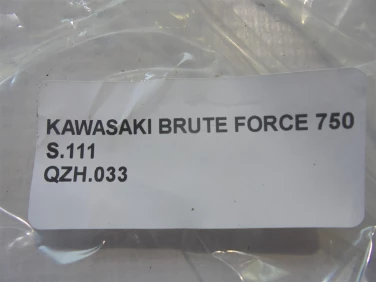 KAWASAKI BRUTE FORCE 750
S.111
QZH.033